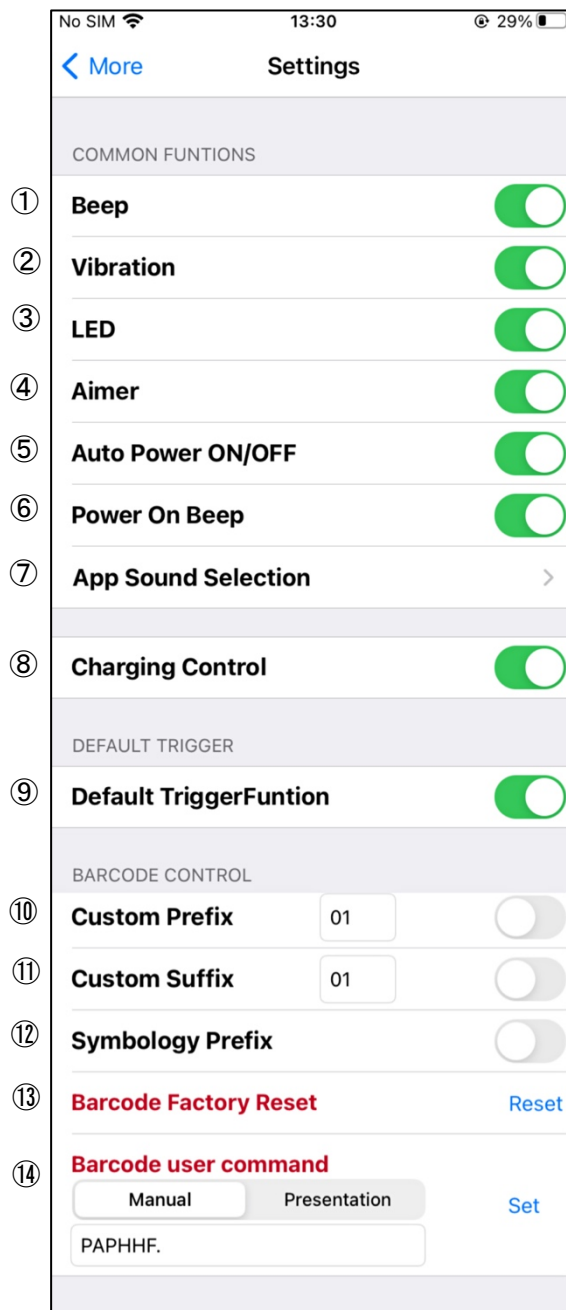 No SIM 13:30 29%
More Settings
COMMON FUNTIONS
① Beep
② Vibration
③ LED
④ Aimer
⑤ Auto Power ON/OFF
⑥ Power On Beep
⑦ App Sound Selection
⑧ Charging Control
DEFAULT TRIGGER
⑨ Default TriggerFuntion
BARCODE CONTROL
⑩ Custom Prefix 01
⑪ Custom Suffix 01
⑫ Symbology Prefix
⑬ Barcode Factory Reset Reset
⑭ Barcode user command
Manual Presentation Set
PAPHHF.